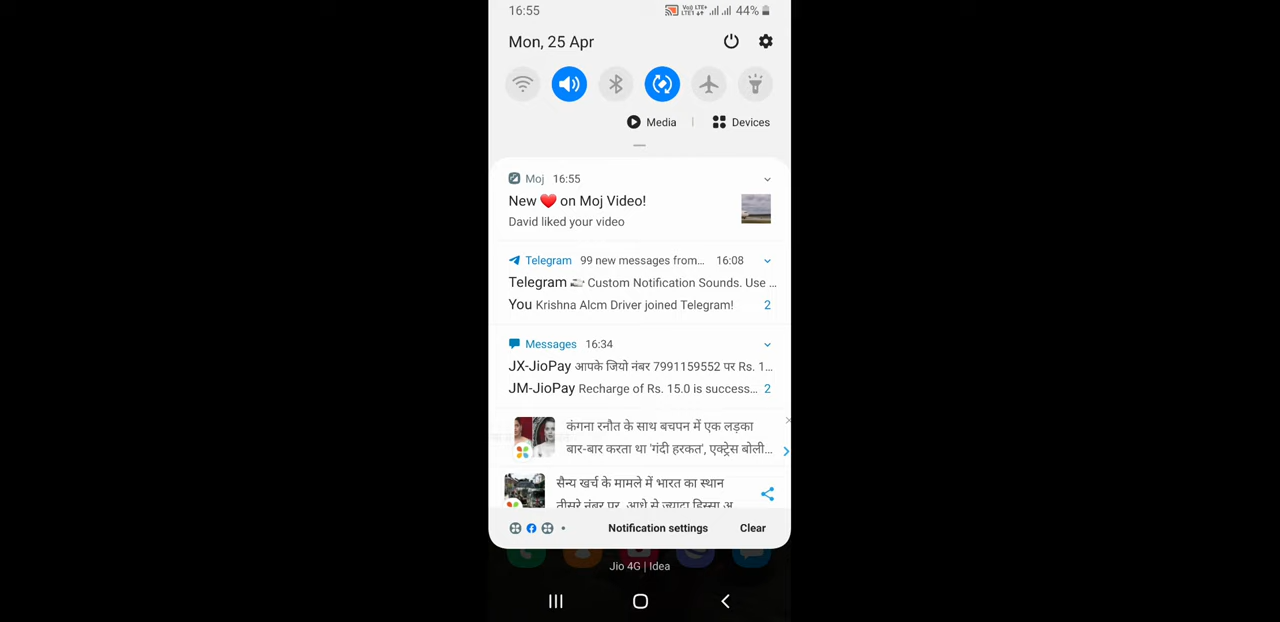 16:55 44%
Mon, 25 Apr
Media | Devices
Moj 16:55
New ❤️ on Moj Video!
David liked your video
Telegram 99 new messages from... 16:08
Telegram Custom Notification Sounds. Use ...
You Krishna Alcm Driver joined Telegram! 2
Messages 16:34
JX-JioPay आपके जियो नंबर 7991159552 पर Rs. 1...
JM-JioPay Recharge of Rs. 15.0 is success... 2
कंगना रनौत के साथ बचपन में एक लड़का
बार-बार करता था 'गंदी हरकत', एक्ट्रेस बोली...
सैन्य खर्च के मामले में भारत का स्थान
तीसरे नंबर पर, आधे से ज्यादा हिस्सा अ
Notification settings Clear
Jio 4G | Idea